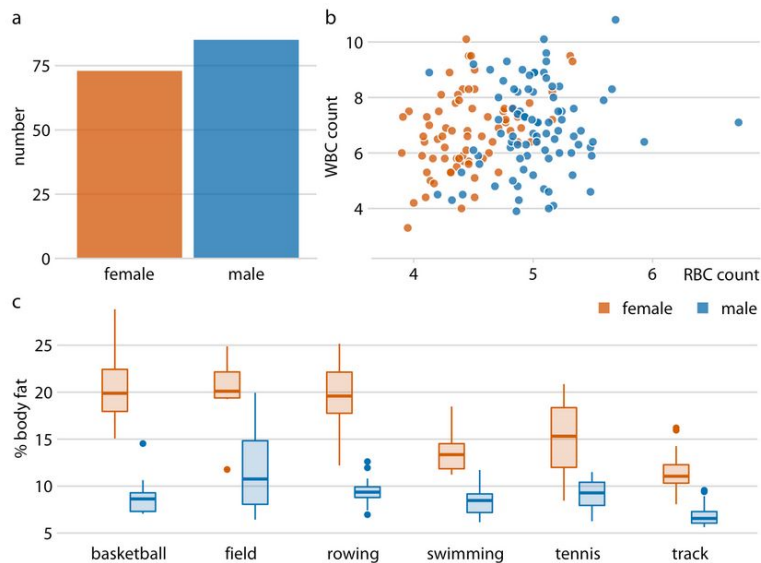 a
number
75
50
25
0
female
male
b
WBC count
10
8
6
4
4
5
6
RBC count
female
male
c
% body fat
25
20
15
10
5
basketball
field
rowing
swimming
tennis
track